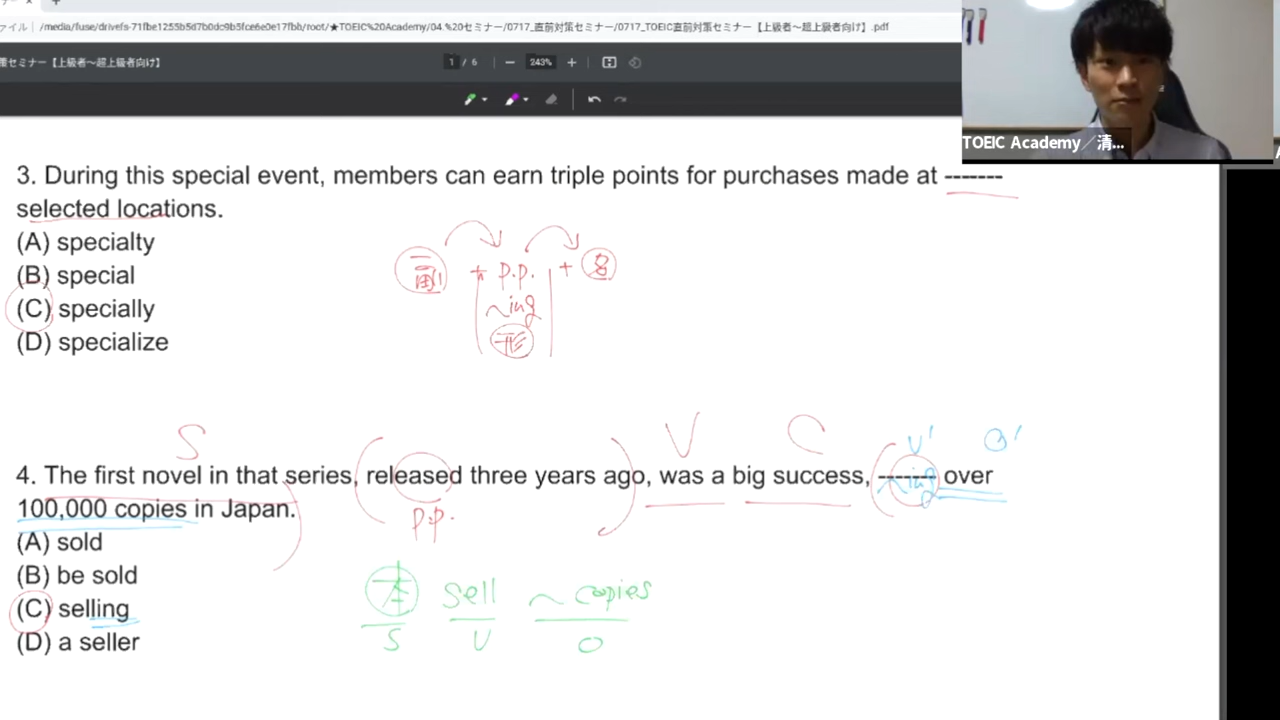 ァイル | /media/fuse/drivefs-71fbe1255b5d7b0dc9b5fce6e0e17fbb/root/★TOEIC%20Academy/04.%20セミナー/0717_直前対策セミナー/0717_TOEIC直前対策セミナー【上級者〜超上級者向け】.pdf
策セミナー【上級者〜超上級者向け】
1 / 6 — 243% +
TOEIC Academy／清...
3. During this special event, members can earn triple points for purchases made at -------
selected locations.
(A) specialty
(B) special
(C) specially
(D) specialize
副 + p.p. + 名
~ing
形
S V C V' O'
4. The first novel in that series, released three years ago, was a big success, ------- over
~ing
100,000 copies in Japan.
p.p.
(A) sold
(B) be sold
(C) selling
(D) a seller
本 sell ~ copies
S V O